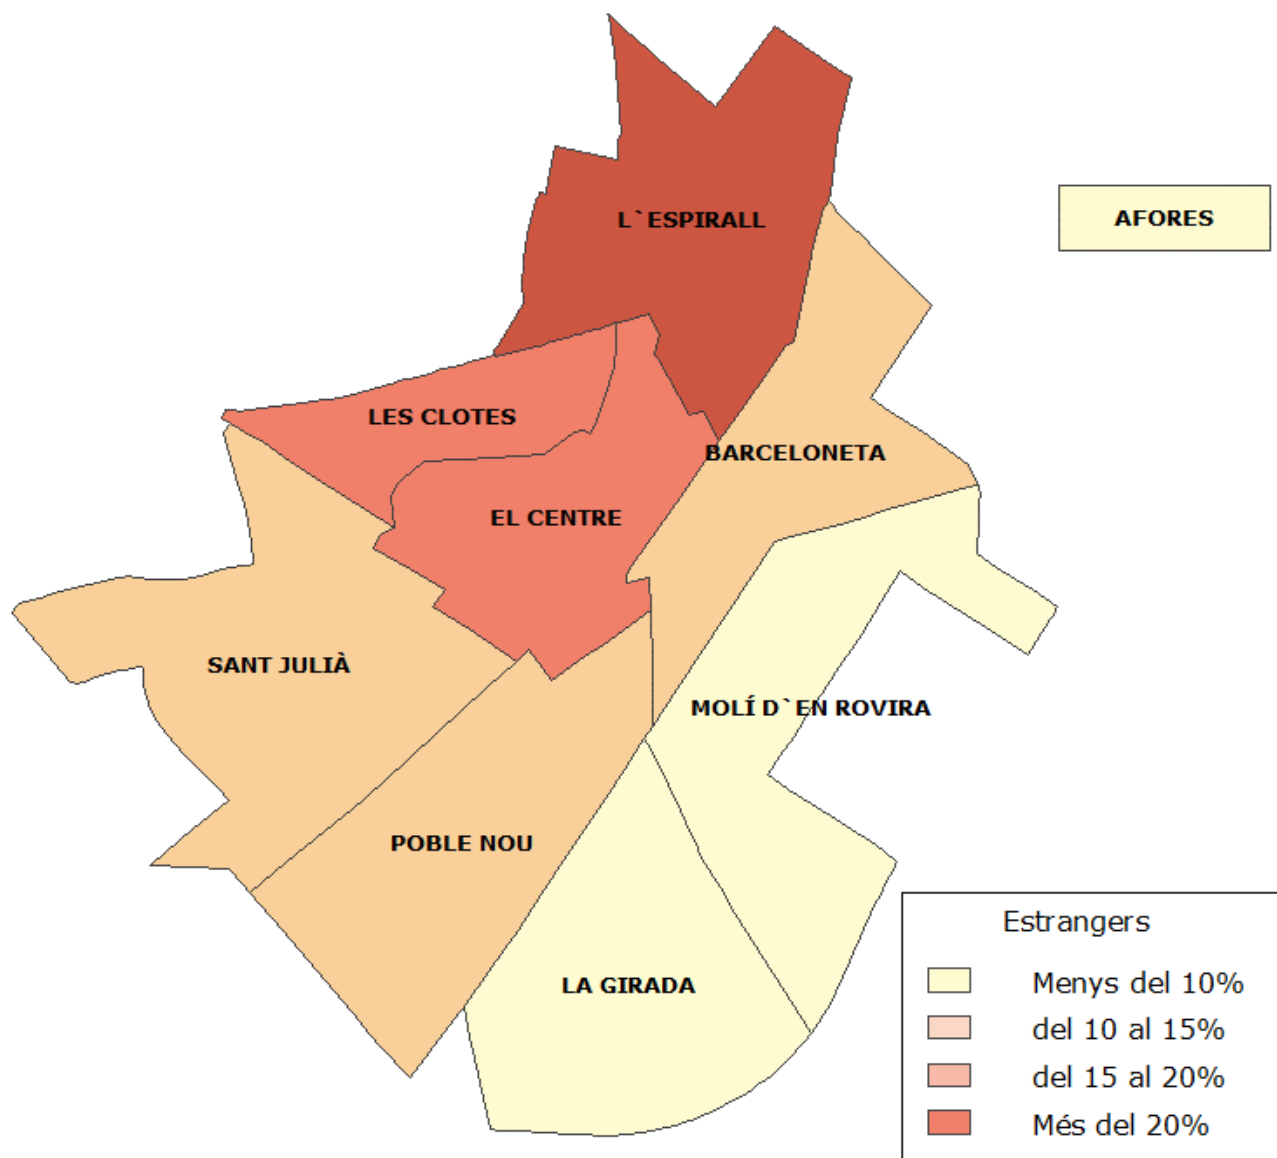 L`ESPIRALL
AFORES
LES CLOTES
BARCELONETA
EL CENTRE
SANT JULIÀ
MOLÍ D`EN ROVIRA
POBLE NOU
LA GIRADA
Estrangers
Menys del 10%
del 10 al 15%
del 15 al 20%
Més del 20%